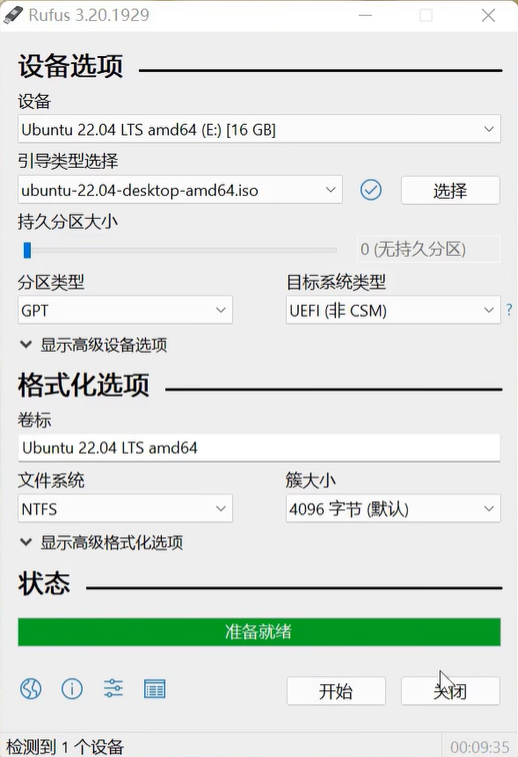 Rufus 3.20.1929
设备选项
设备
Ubuntu 22.04 LTS amd64 (E:) [16 GB]
引导类型选择
ubuntu-22.04-desktop-amd64.iso
选择
持久分区大小
0 (无持久分区)
分区类型
目标系统类型
GPT
UEFI (非 CSM)
?
显示高级设备选项
格式化选项
卷标
Ubuntu 22.04 LTS amd64
文件系统
簇大小
NTFS
4096 字节 (默认)
显示高级格式化选项
状态
准备就绪
开始
关闭
检测到 1 个设备
00:09:35